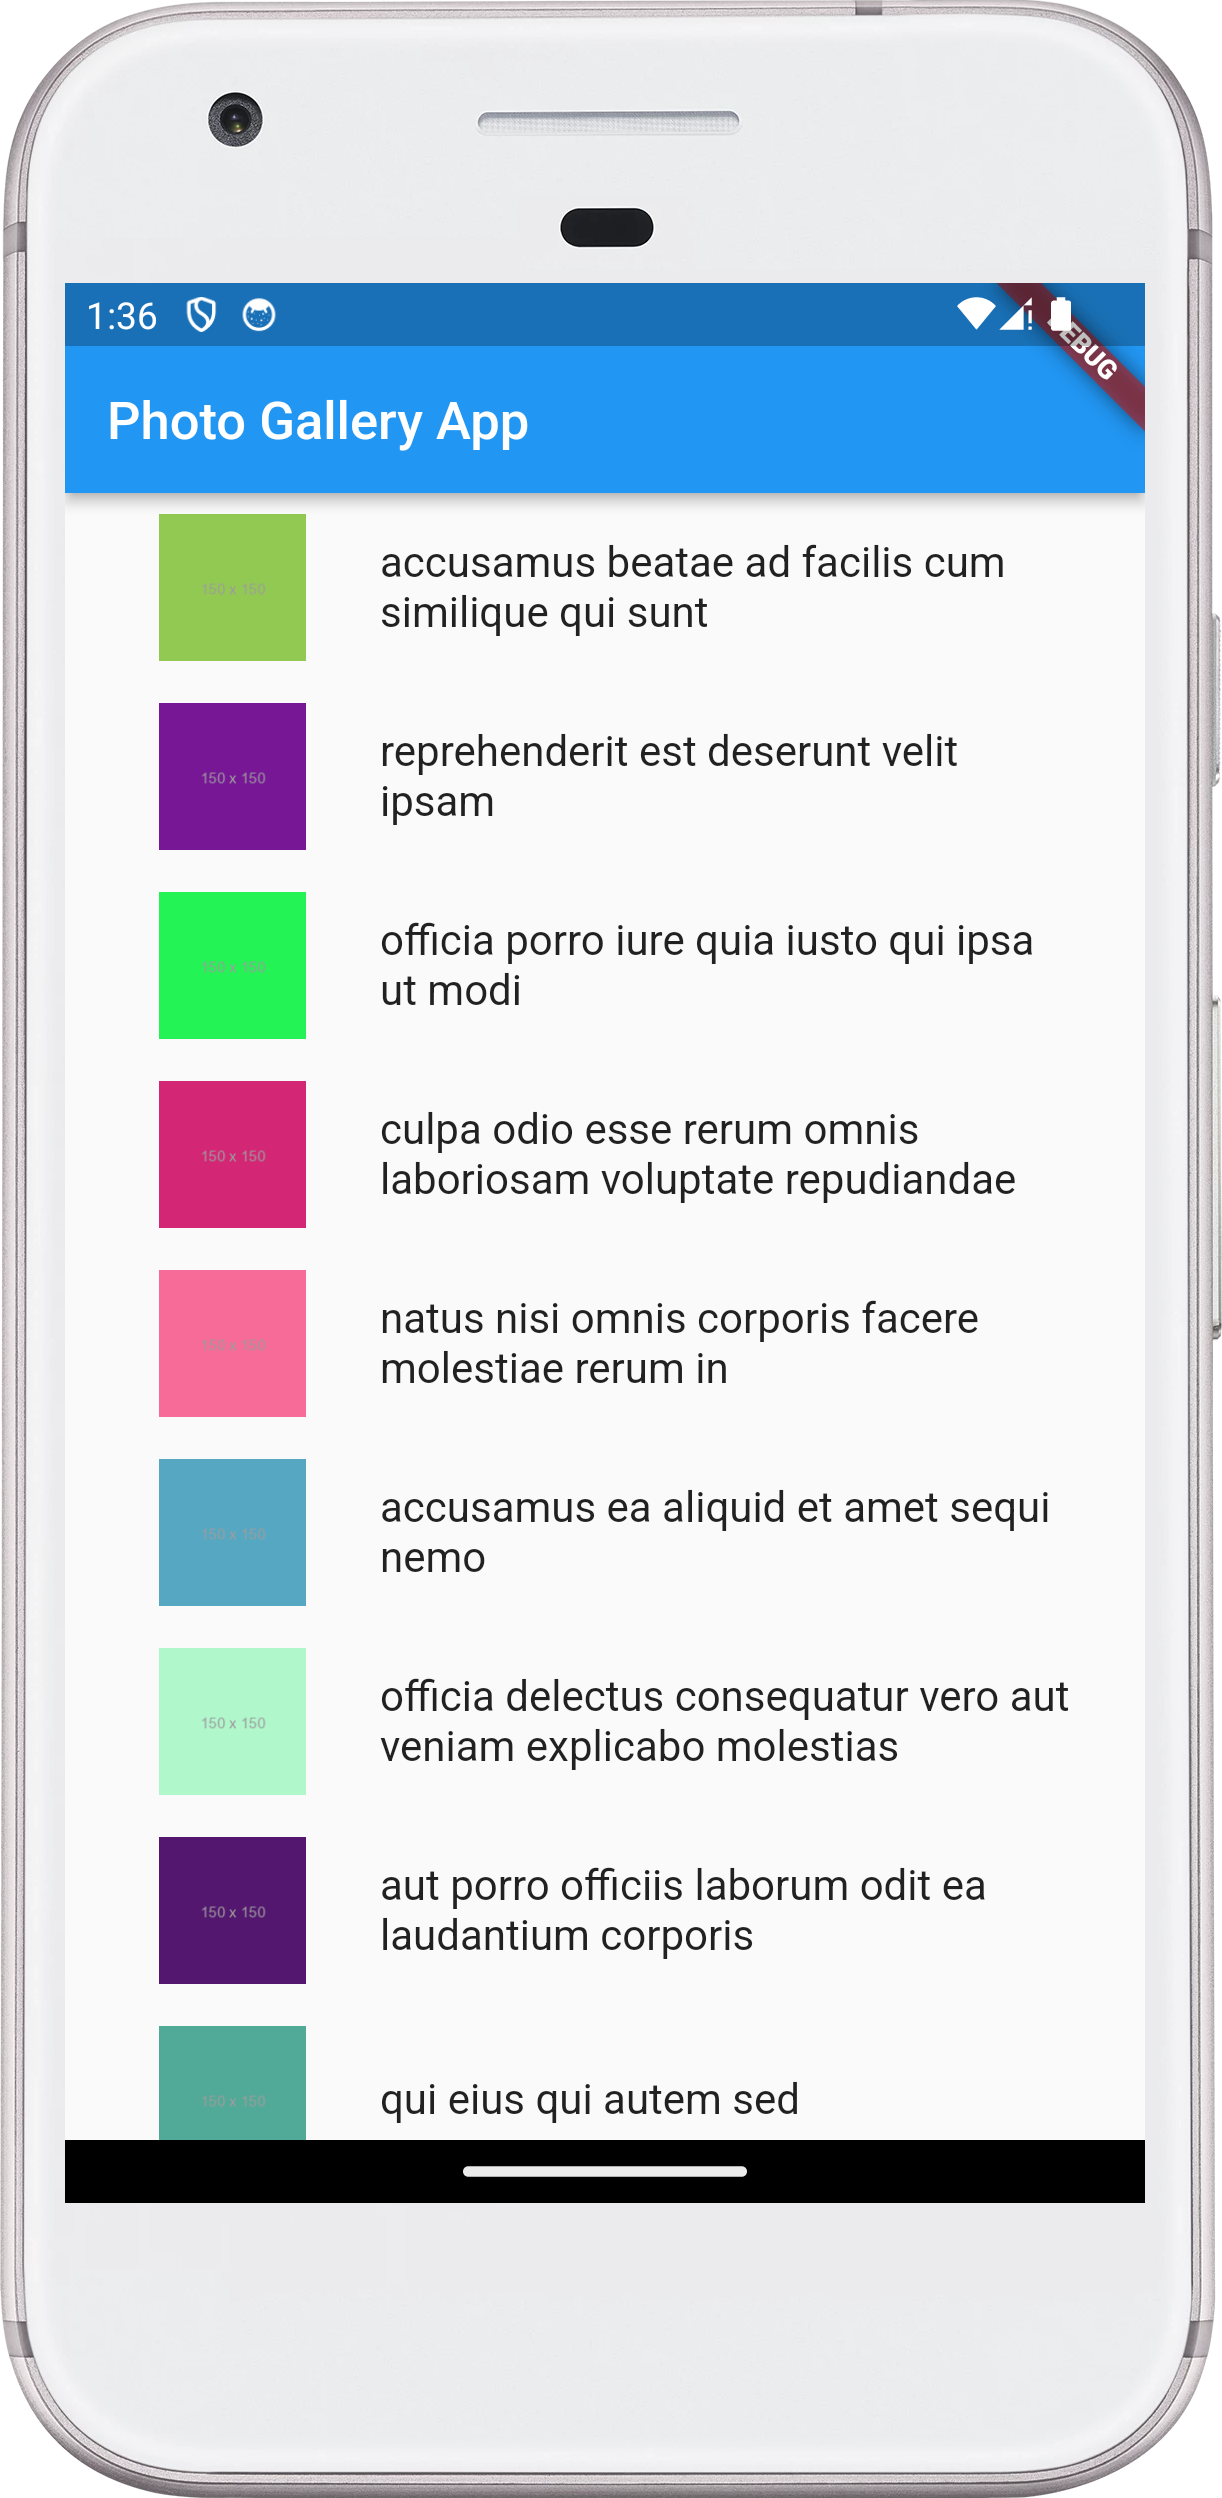 1:36
DEBUG
Photo Gallery App
150 x 150
accusamus beatae ad facilis cum
similique qui sunt
150 x 150
reprehenderit est deserunt velit
ipsam
150 x 150
officia porro iure quia iusto qui ipsa
ut modi
150 x 150
culpa odio esse rerum omnis
laboriosam voluptate repudiandae
150 x 150
natus nisi omnis corporis facere
molestiae rerum in
150 x 150
accusamus ea aliquid et amet sequi
nemo
150 x 150
officia delectus consequatur vero aut
veniam explicabo molestias
150 x 150
aut porro officiis laborum odit ea
laudantium corporis
150 x 150
qui eius qui autem sed